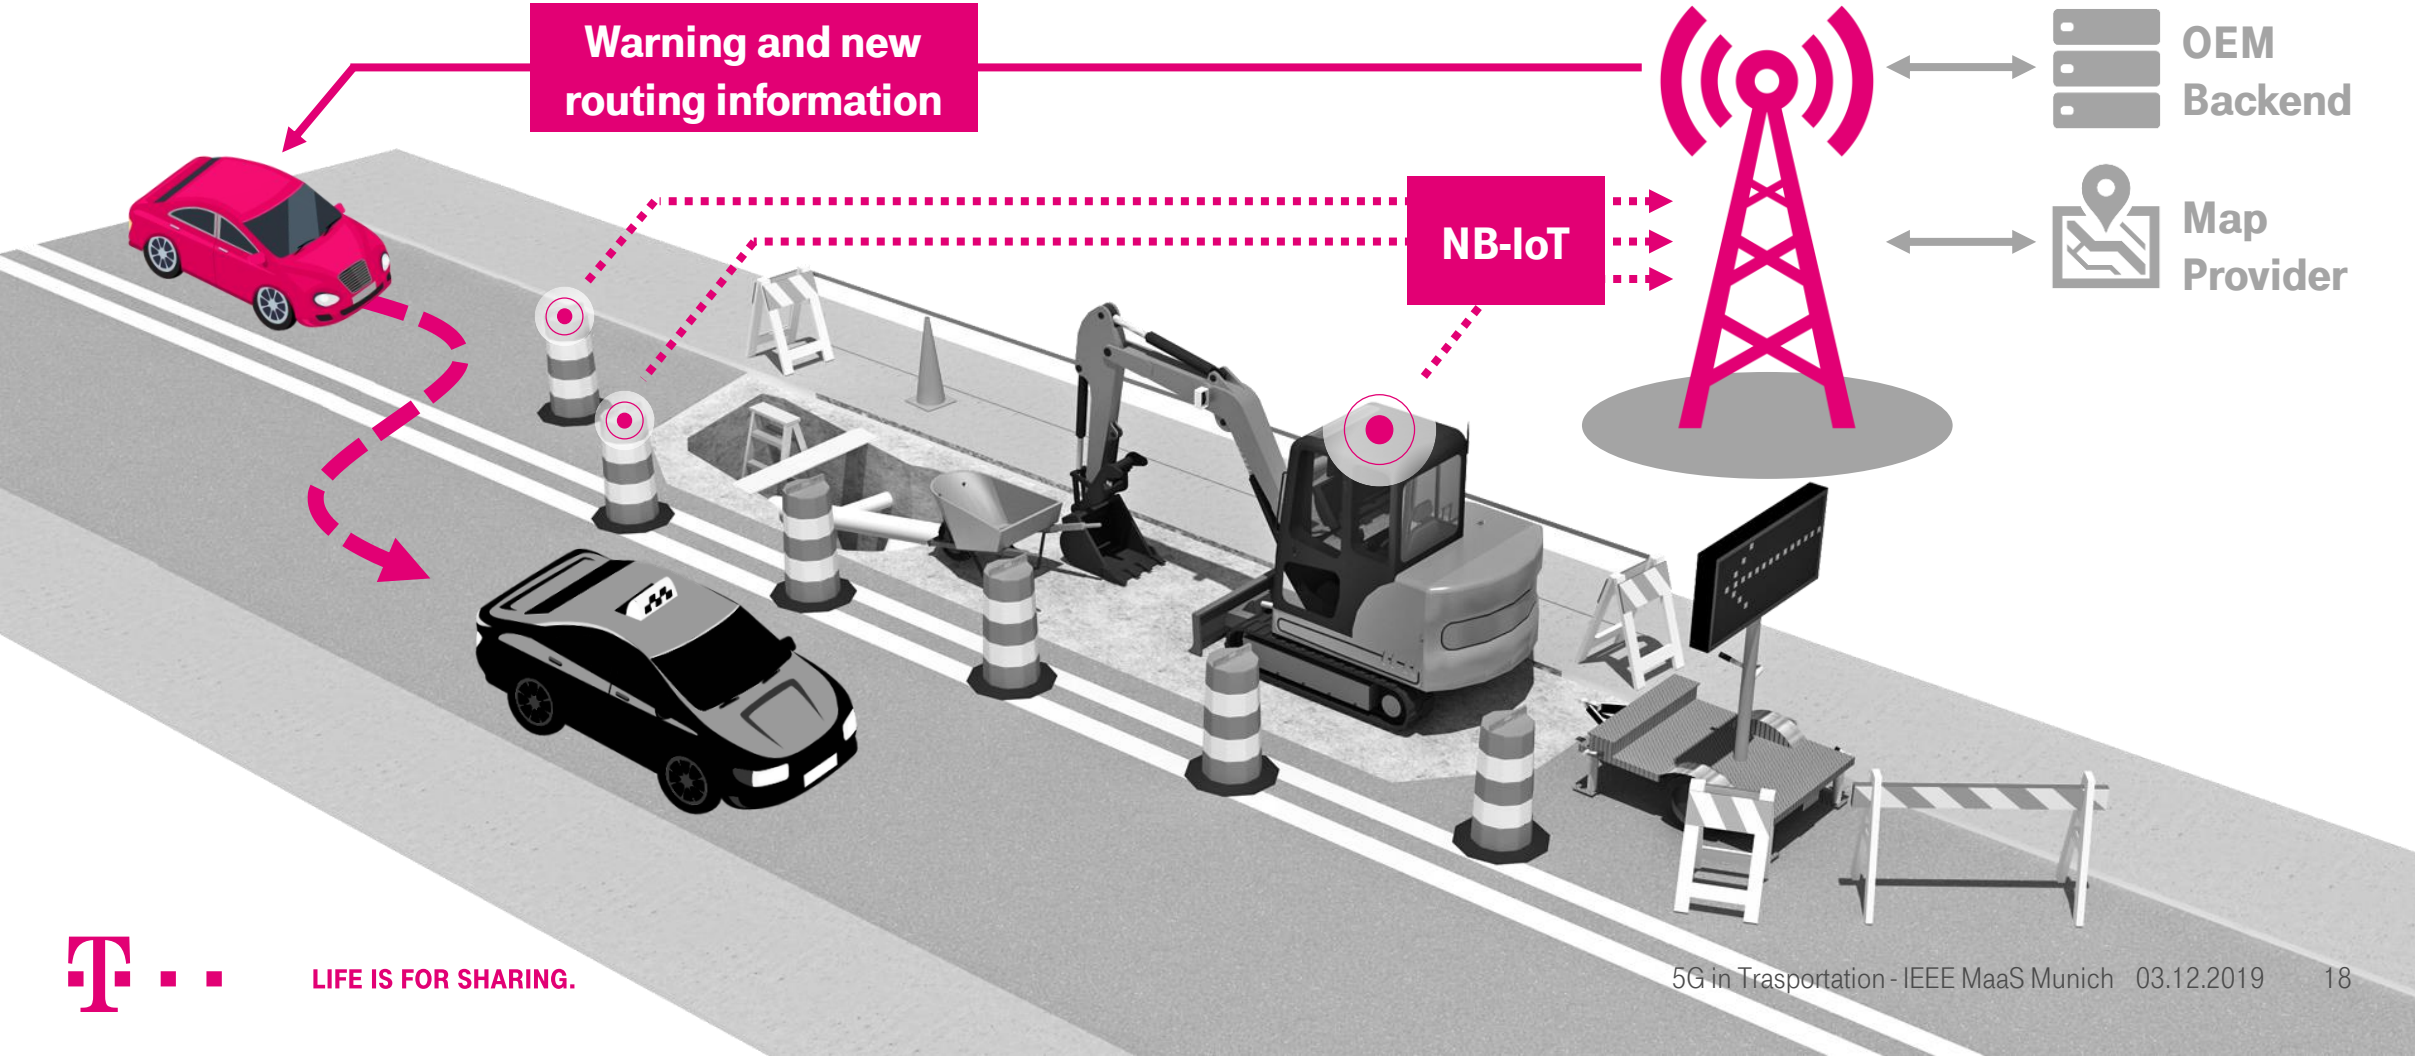 Warning and new
routing information
OEM
Backend
NB-IoT
Map
Provider
T
LIFE IS FOR SHARING.
5G in Trasportation - IEEE MaaS Munich 03.12.2019 18